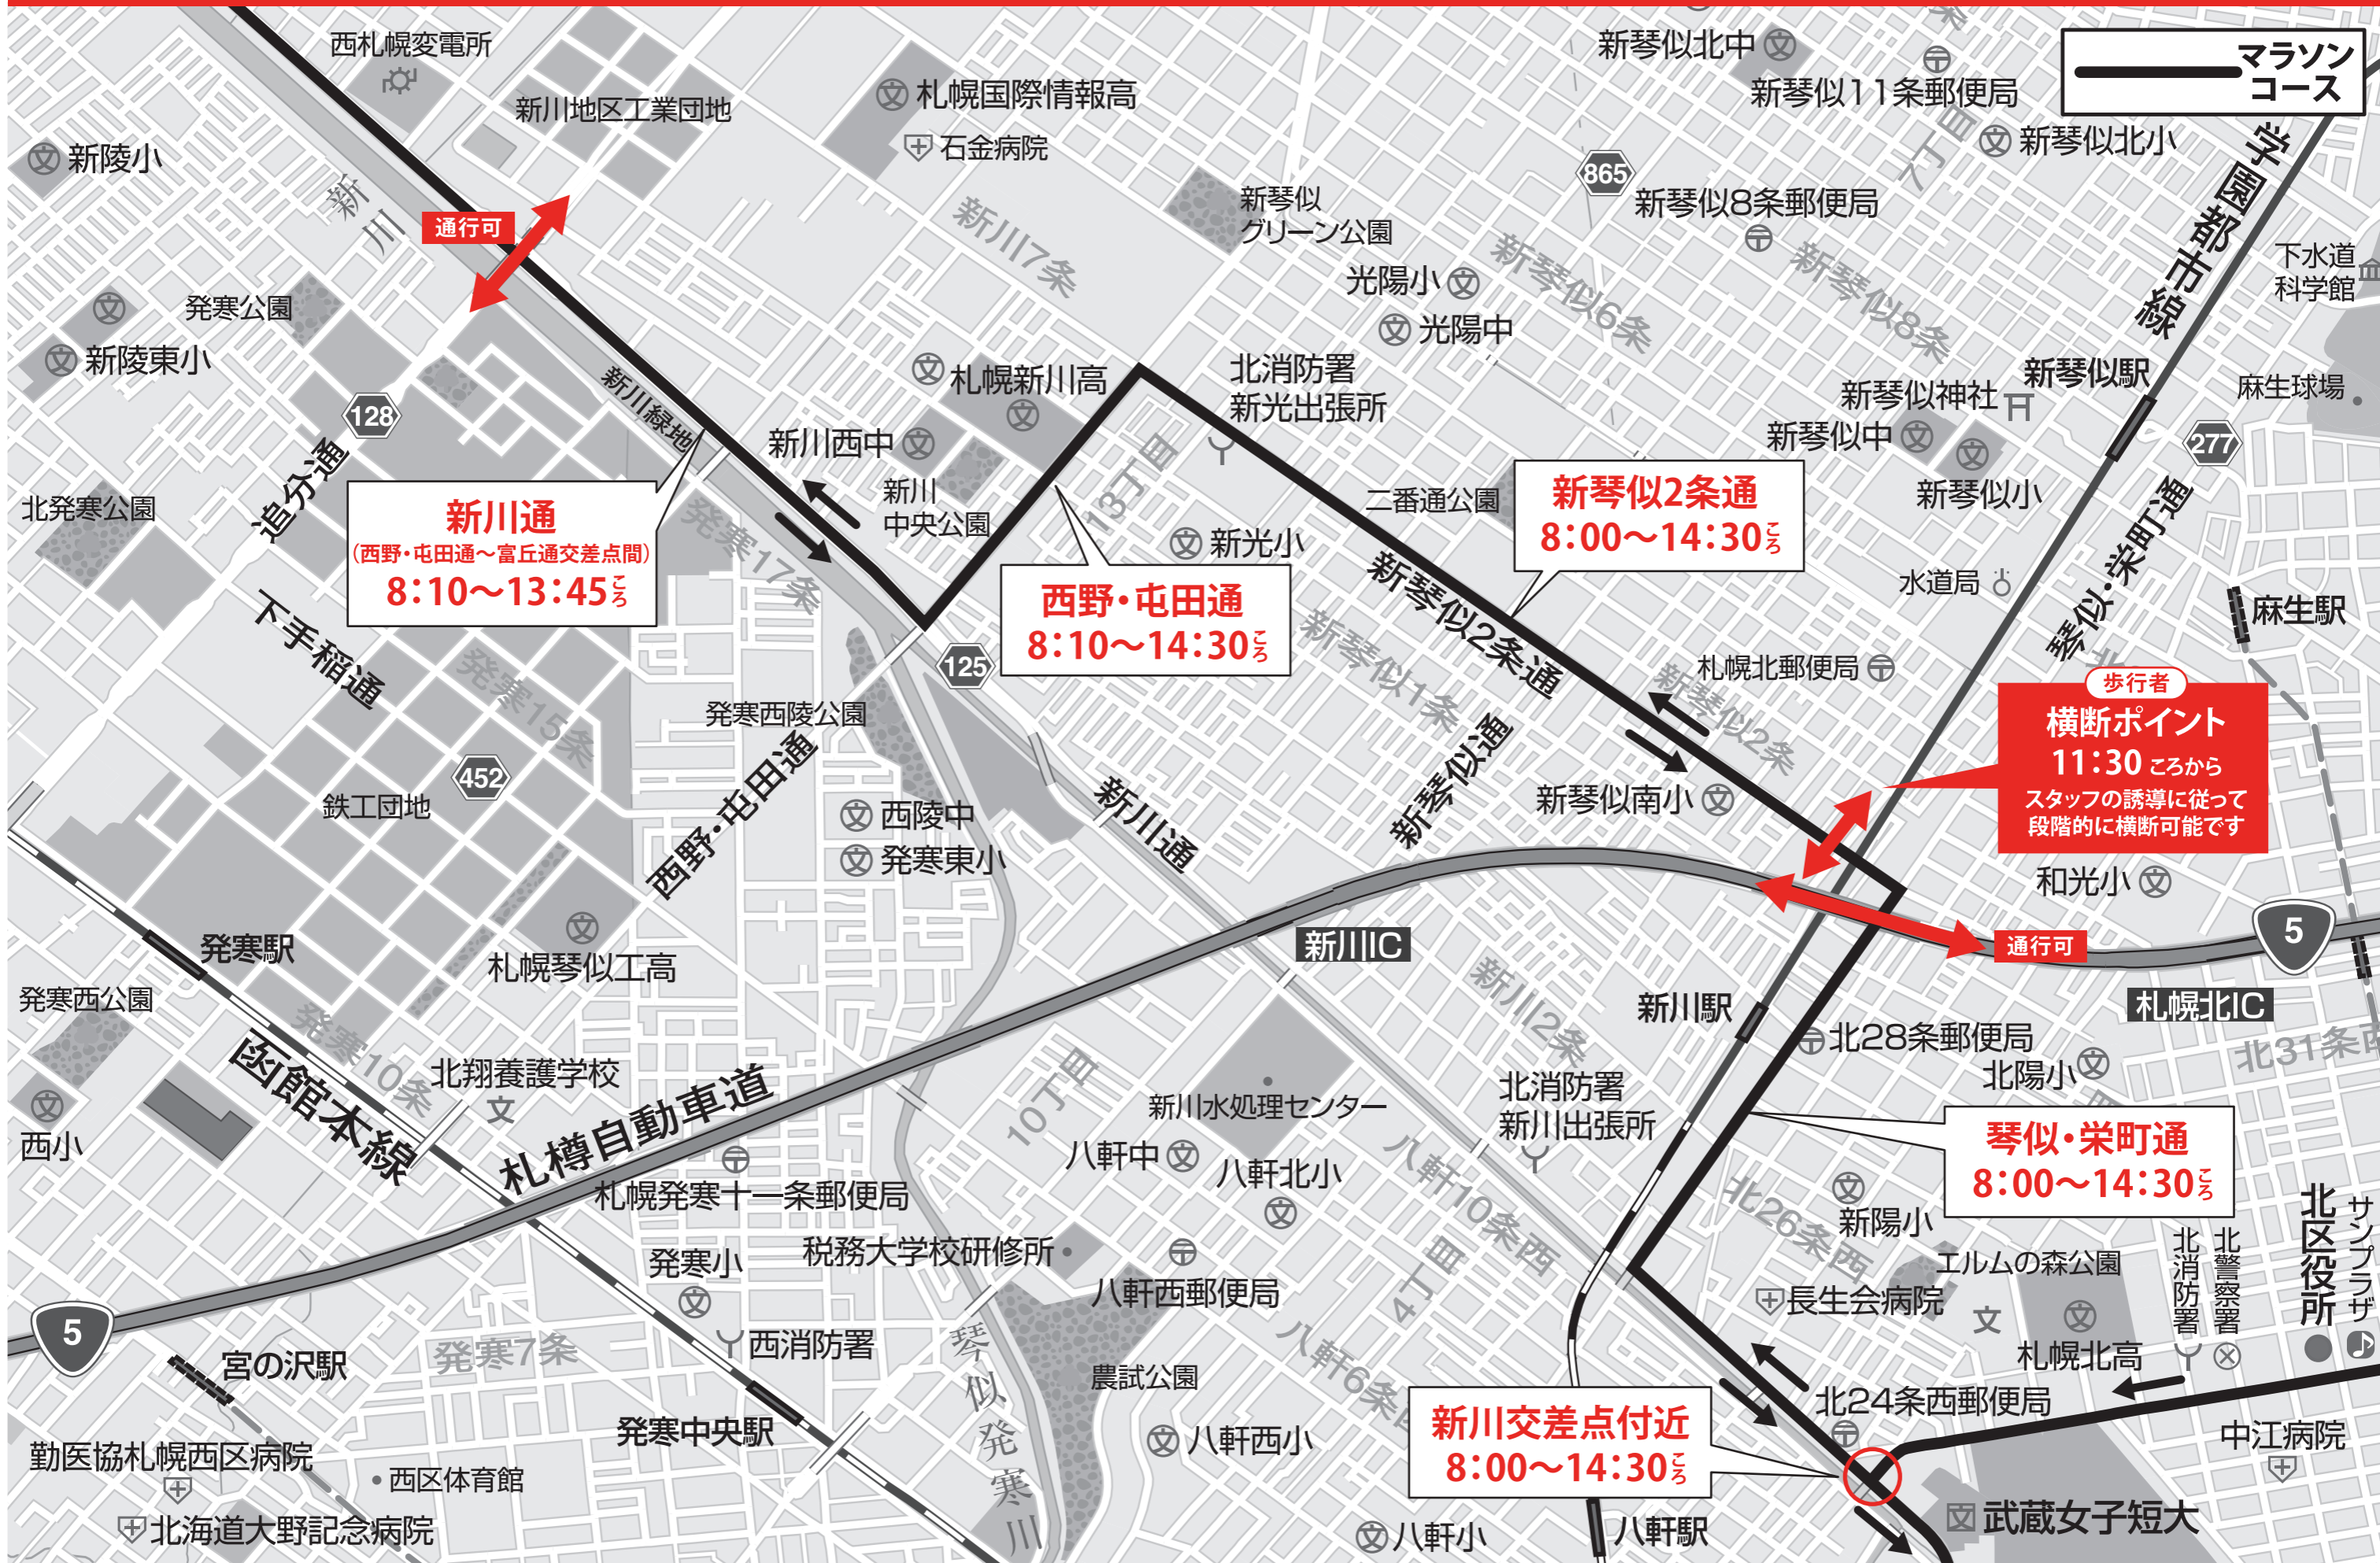 マラソン
コース
西札幌変電所
新川地区工業団地
札幌国際情報高
石金病院
新琴似北中
新琴似11条郵便局
新琴似北小
学園都市線
新陵小
新川
通行可
新川7条
新琴似
グリーン公園
865
新琴似8条郵便局
新琴似6条
新琴似8条
下水道
科学館
光陽小
光陽中
発寒公園
新陵東小
128
新川緑地
札幌新川高
新川西中
北消防署
新光出張所
新琴似神社
新琴似駅
新琴似中
新琴似小
麻生球場
277
北発寒公園
追分通
新川通
(西野・屯田通〜富丘通交差点間)
8:10〜13:45ころ
発寒17条
新川
中央公園
13丁目
新光小
二番通公園
新琴似2条通
8:00〜14:30ころ
西野・屯田通
8:10〜14:30ころ
新琴似2条通
新琴似1条
水道局
琴似・栄町通
麻生駅
下手稲通
発寒15条
125
発寒西陵公園
新琴似2条
札幌北郵便局
歩行者
横断ポイント
11:30 ころから
スタッフの誘導に従って
段階的に横断可能です
452
鉄工団地
西野・屯田通
西陵中
発寒東小
新川通
新琴似通
新琴似南小
和光小
5
通行可
発寒駅
札幌琴似工高
新川IC
札幌北IC
発寒西公園
発寒10条
函館本線
北翔養護学校
札樽自動車道
新川2条
新川駅
北28条郵便局
北陽小
西小
10丁目
新川水処理センター
北消防署
新川出張所
琴似・栄町通
8:00〜14:30ころ
札幌発寒十一条郵便局
八軒中
八軒北小
八軒10条西
北26条西
新陽小
発寒小
税務大学校研修所
八軒西郵便局
4丁目
エルムの森公園
長生会病院
北消防署
北警察署
北区役所
サンプラザ
5
宮の沢駅
発寒7条
西消防署
琴似発寒川
農試公園
八軒6条
札幌北高
北24条西郵便局
発寒中央駅
八軒西小
新川交差点付近
8:00〜14:30ころ
中江病院
勤医協札幌西区病院
西区体育館
北海道大野記念病院
八軒小
八軒駅
武蔵女子短大